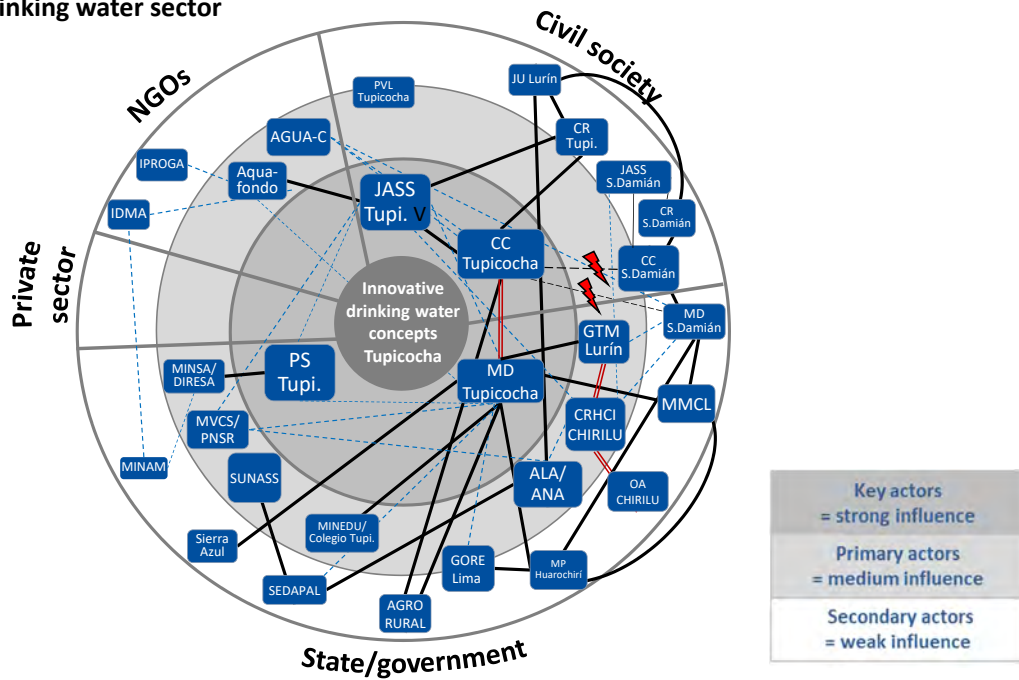 inking water sector
Civil society
NGOs
Private
sector
State/government
PVL
Tupicocha
JU Lurín
AGUA-C
CR
Tupi.
IPROGA
Aqua-
fondo
JASS
Tupi. V
JASS
S.Damián
IDMA
CR
S.Damián
CC
Tupicocha
CC
S.Damián
Innovative
drinking water
concepts
Tupicocha
MD
S.Damián
GTM
Lurín
PS
Tupi.
MINSA/
DIRESA
MD
Tupicocha
MMCL
CRHCI
CHIRILU
MVCS/
PNSR
MINAM
SUNASS
ALA/
ANA
OA
CHIRILU
MINEDU/
Colegio Tupi.
Sierra
Azul
GORE
Lima
MP
Huarochirí
SEDAPAL
AGRO
RURAL
Key actors
= strong influence
Primary actors
= medium influence
Secondary actors
= weak influence